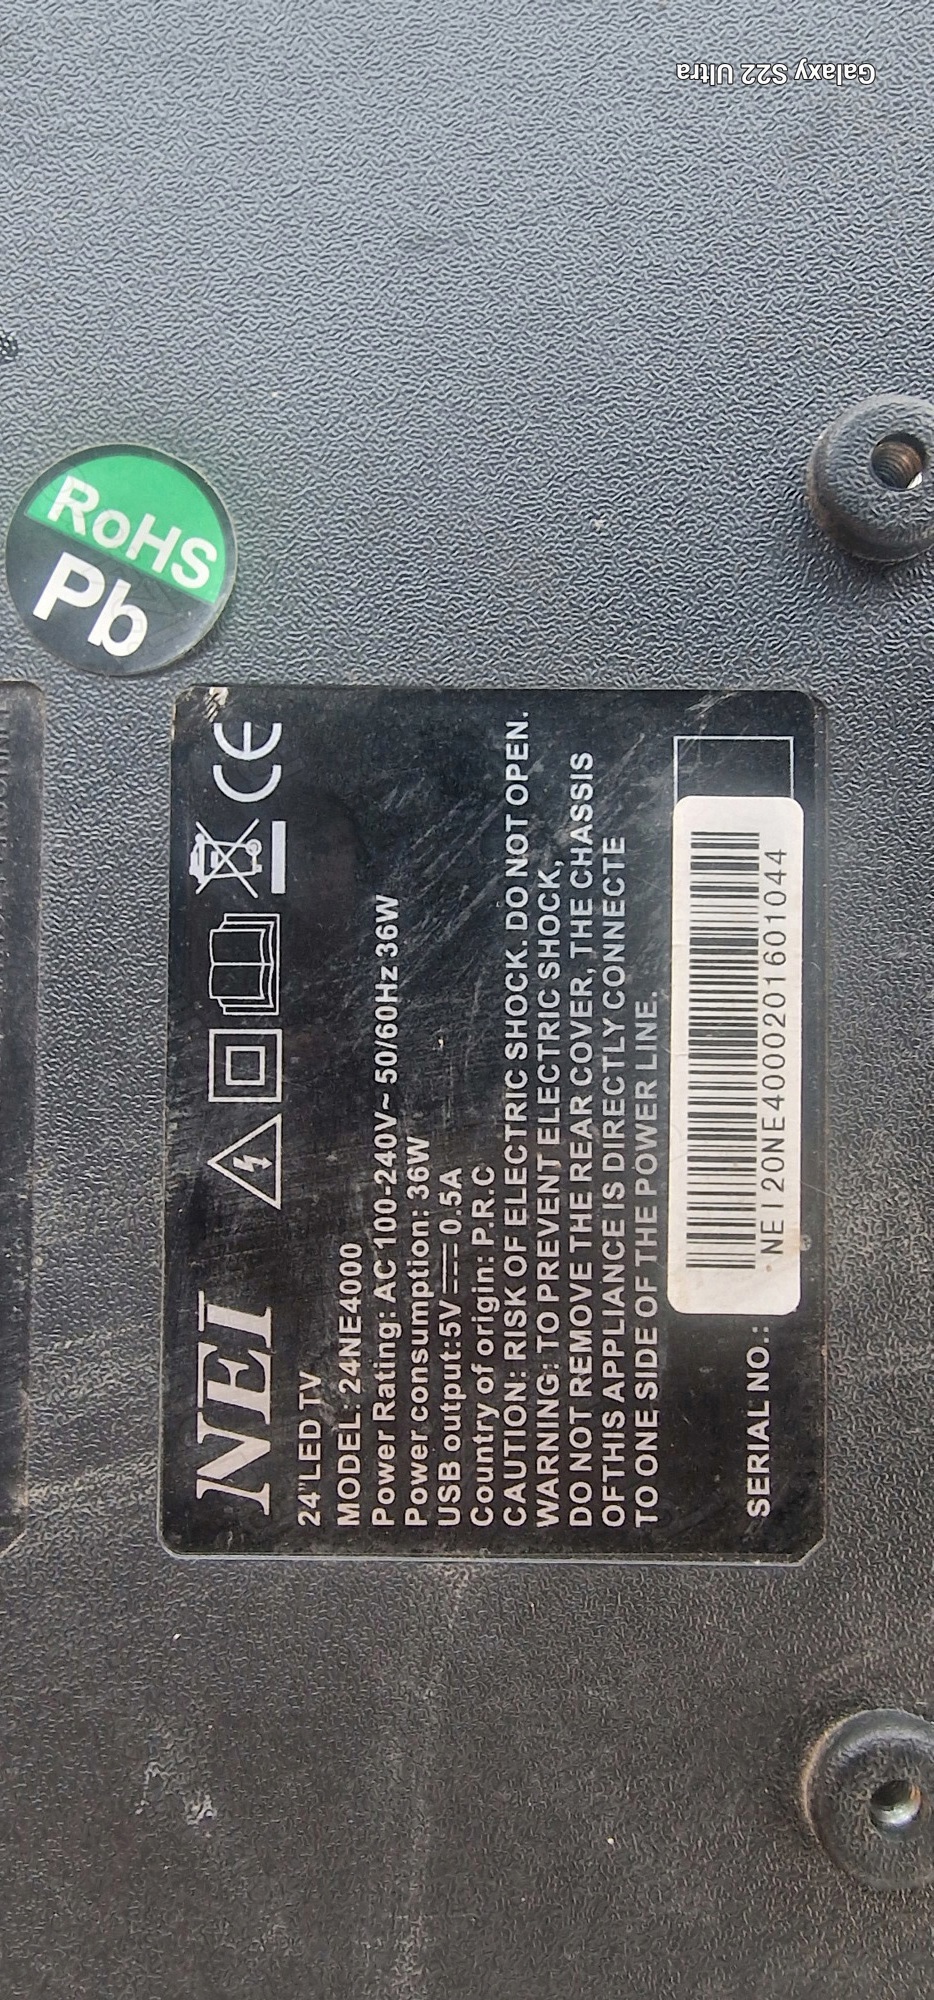 Galaxy S22 Ultra
RoHS
Pb
NEI
CE
24"LED TV
MODEL: 24NE4000
Power Rating: AC 100-240V~ 50/60Hz 36W
Power consumption: 36W
USB output:5V⎓0.5A
Country of origin: P.R.C
CAUTION: RISK OF ELECTRIC SHOCK. DO NOT OPEN.
WARNING: TO PREVENT ELECTRIC SHOCK,
DO NOT REMOVE THE REAR COVER, THE CHASSIS
OFTHIS APPLIANCE IS DIRECTLY CONNECTE
TO ONE SIDE OF THE POWER LINE.
SERIAL NO.:
NEI20NE4000201601044